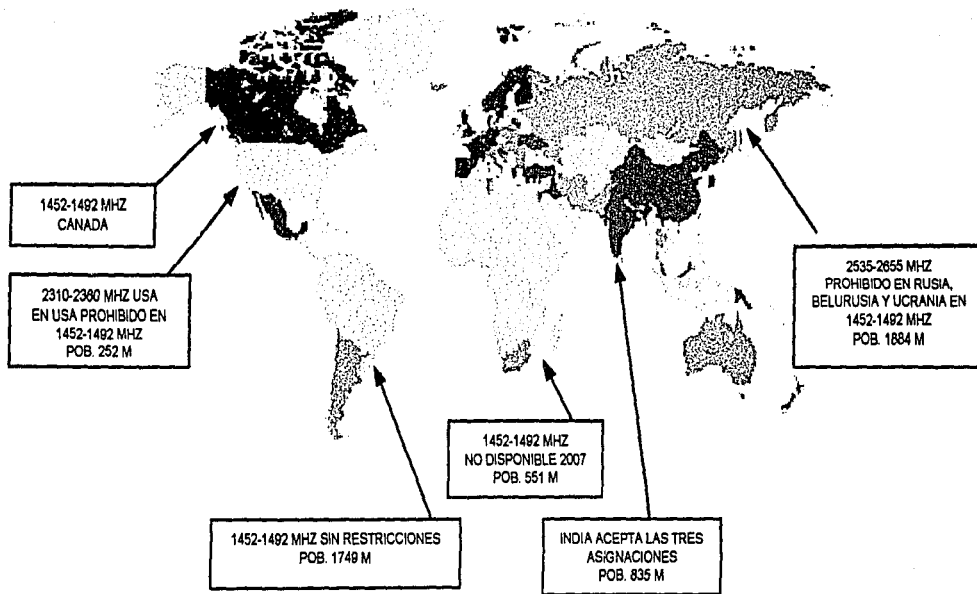 1452-1492 MHZ
CANADA
2310-2360 MHZ USA
EN USA PROHIBIDO EN
1452-1492 MHZ
POB. 252 M
2535-2655 MHZ
PROHIBIDO EN RUSIA,
BELURUSIA Y UCRANIA EN
1452-1492 MHZ
POB. 1884 M
1452-1492 MHZ
NO DISPONIBLE 2007
POB. 551 M
1452-1492 MHZ SIN RESTRICCIONES
POB. 1749 M
INDIA ACEPTA LAS TRES
ASIGNACIONES
POB. 835 M